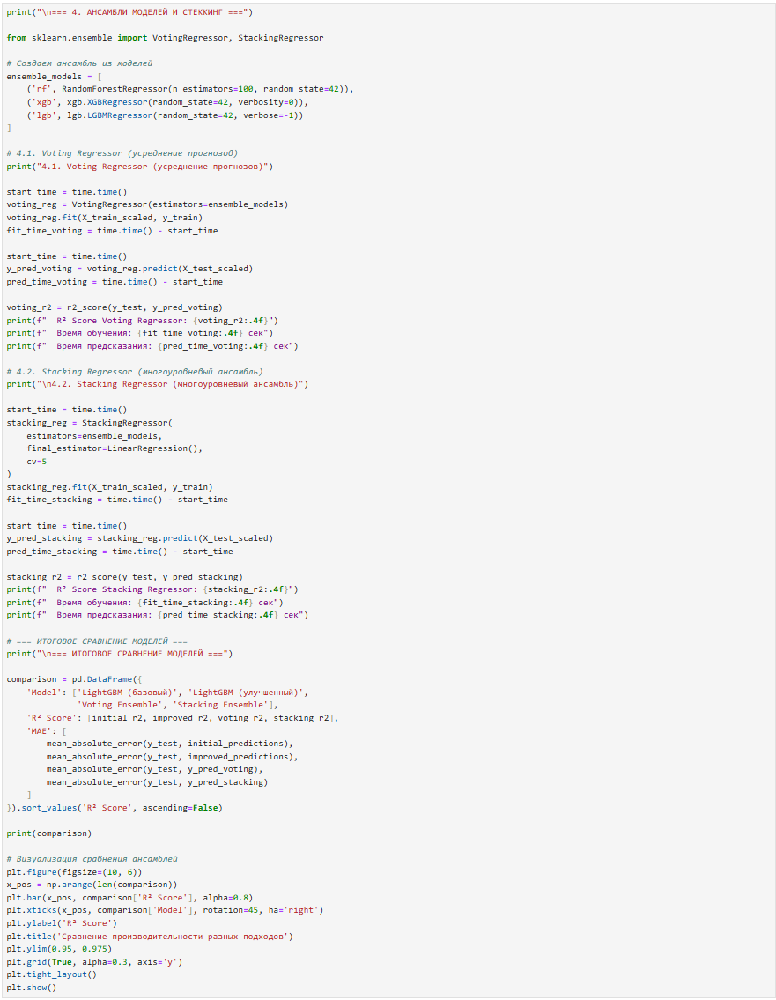 print("\n=== 4. АНСАМБЛИ МОДЕЛЕЙ И СТЕККИНГ ===")
from sklearn.ensemble import VotingRegressor, StackingRegressor
# Создаем ансамбль из моделей
ensemble_models = [
    ('rf', RandomForestRegressor(n_estimators=100, random_state=42)),
    ('xgb', xgb.XGBRegressor(random_state=42, verbosity=0)),
    ('lgb', lgb.LGBMRegressor(random_state=42, verbose=-1))
]
# 4.1. Voting Regressor (усреднение прогнозов)
print("4.1. Voting Regressor (усреднение прогнозов)")
start_time = time.time()
voting_reg = VotingRegressor(estimators=ensemble_models)
voting_reg.fit(X_train_scaled, y_train)
fit_time_voting = time.time() - start_time
start_time = time.time()
y_pred_voting = voting_reg.predict(X_test_scaled)
pred_time_voting = time.time() - start_time
voting_r2 = r2_score(y_test, y_pred_voting)
print(f"  R² Score Voting Regressor: {voting_r2:.4f}")
print(f"  Время обучения: {fit_time_voting:.4f} сек")
print(f"  Время предсказания: {pred_time_voting:.4f} сек")
# 4.2. Stacking Regressor (многоуровневый ансамбль)
print("\n4.2. Stacking Regressor (многоуровневый ансамбль)")
start_time = time.time()
stacking_reg = StackingRegressor(
    estimators=ensemble_models,
    final_estimator=LinearRegression(),
    cv=5
)
stacking_reg.fit(X_train_scaled, y_train)
fit_time_stacking = time.time() - start_time
start_time = time.time()
y_pred_stacking = stacking_reg.predict(X_test_scaled)
pred_time_stacking = time.time() - start_time
stacking_r2 = r2_score(y_test, y_pred_stacking)
print(f"  R² Score Stacking Regressor: {stacking_r2:.4f}")
print(f"  Время обучения: {fit_time_stacking:.4f} сек")
print(f"  Время предсказания: {pred_time_stacking:.4f} сек")
# === ИТОГОВОЕ СРАВНЕНИЕ МОДЕЛЕЙ ===
print("\n=== ИТОГОВОЕ СРАВНЕНИЕ МОДЕЛЕЙ ===")
comparison = pd.DataFrame({
    'Model': ['LightGBM (базовый)', 'LightGBM (улучшенный)',
              'Voting Ensemble', 'Stacking Ensemble'],
    'R² Score': [initial_r2, improved_r2, voting_r2, stacking_r2],
    'MAE': [
        mean_absolute_error(y_test, initial_predictions),
        mean_absolute_error(y_test, improved_predictions),
        mean_absolute_error(y_test, y_pred_voting),
        mean_absolute_error(y_test, y_pred_stacking)
    ]
}).sort_values('R² Score', ascending=False)
print(comparison)
# Визуализация сравнения ансамблей
plt.figure(figsize=(10, 6))
x_pos = np.arange(len(comparison))
plt.bar(x_pos, comparison['R² Score'], alpha=0.8)
plt.xticks(x_pos, comparison['Model'], rotation=45, ha='right')
plt.ylabel('R² Score')
plt.title('Сравнение производительности разных подходов')
plt.ylim(0.95, 0.975)
plt.grid(True, alpha=0.3, axis='y')
plt.tight_layout()
plt.show()